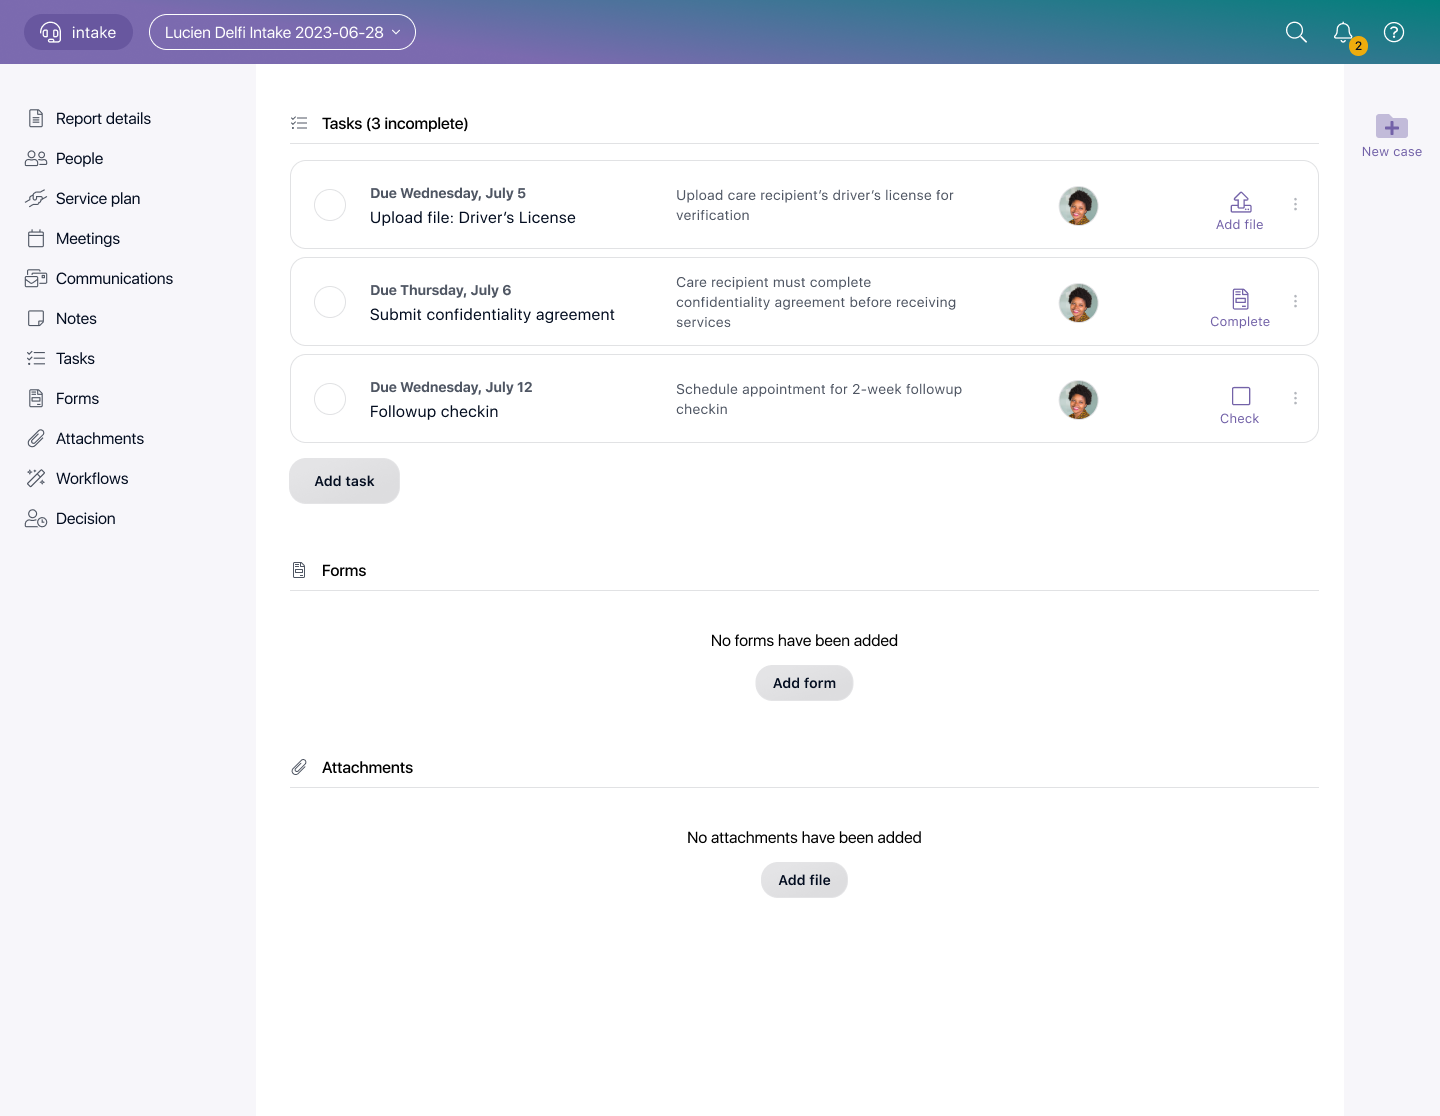 intake
Lucien Delfi Intake 2023-06-28
2
Report details
People
Service plan
Meetings
Communications
Notes
Tasks
Forms
Attachments
Workflows
Decision
Tasks (3 incomplete)
Due Wednesday, July 5
Upload file: Driver’s License
Upload care recipient’s driver’s license for
verification
Add file
Due Thursday, July 6
Submit confidentiality agreement
Care recipient must complete
confidentiality agreement before receiving
services
Complete
Due Wednesday, July 12
Followup checkin
Schedule appointment for 2-week followup
checkin
Check
Add task
Forms
No forms have been added
Add form
Attachments
No attachments have been added
Add file
New case